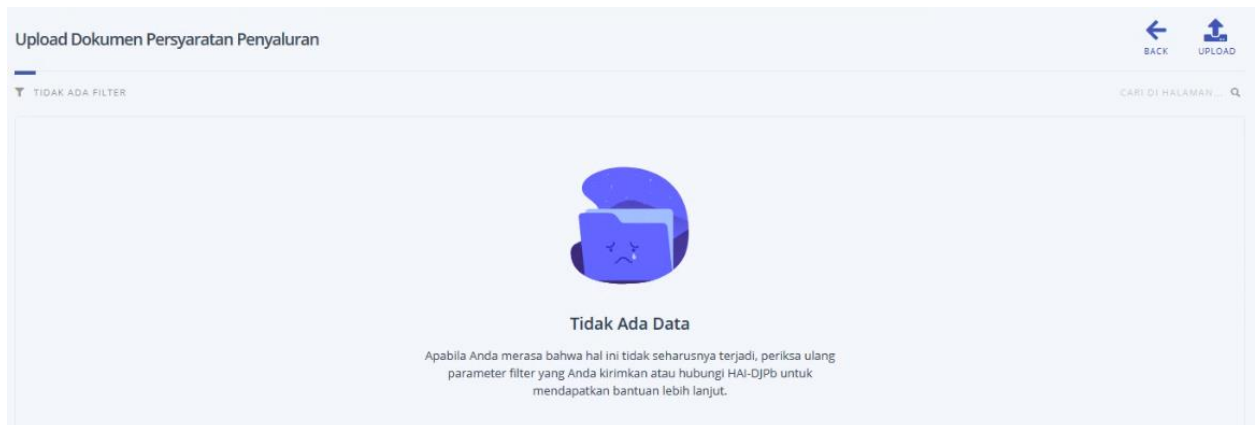 Upload Dokumen Persyaratan Penyaluran
BACK
UPLOAD
TIDAK ADA FILTER
CARI DI HALAMAN...
Tidak Ada Data
Apabila Anda merasa bahwa hal ini tidak seharusnya terjadi, periksa ulang
parameter filter yang Anda kirimkan atau hubungi HAI-DJPb untuk
mendapatkan bantuan lebih lanjut.